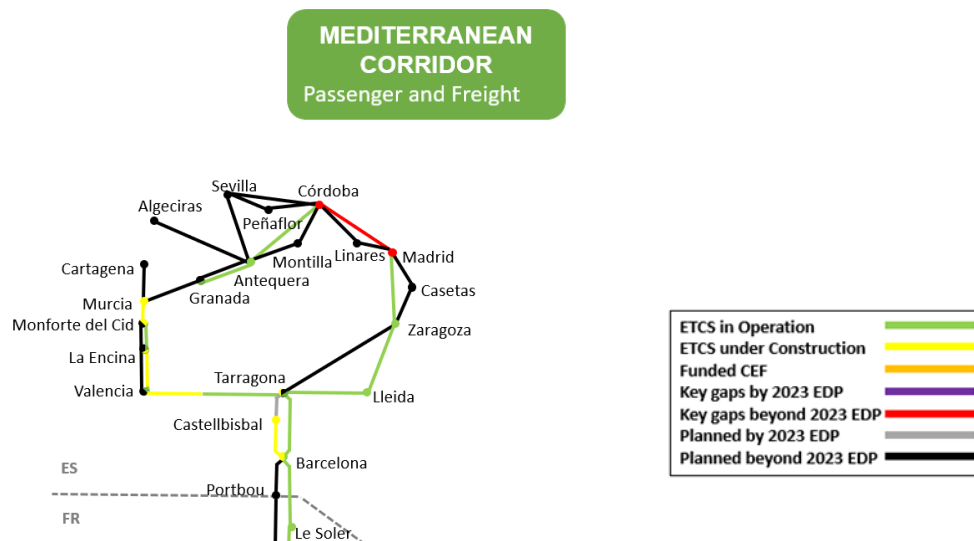 MEDITERRANEAN
CORRIDOR
Passenger and Freight
Sevilla
Córdoba
Algeciras
Peñaflor
Montilla
Linares
Madrid
Cartagena
Antequera
Granada
Casetas
Murcia
Monforte del Cid
Zaragoza
La Encina
Valencia
Tarragona
Lleida
Castellbisbal
Barcelona
ES
Portbou
FR
Le Soler
ETCS in Operation
ETCS under Construction
Funded CEF
Key gaps by 2023 EDP
Key gaps beyond 2023 EDP
Planned by 2023 EDP
Planned beyond 2023 EDP